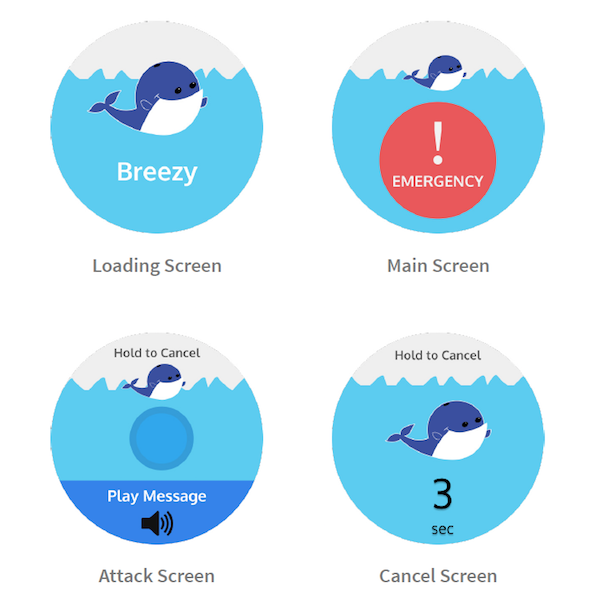 Breezy
Loading Screen
!
EMERGENCY
Main Screen
Hold to Cancel
Play Message
Attack Screen
Hold to Cancel
3
sec
Cancel Screen